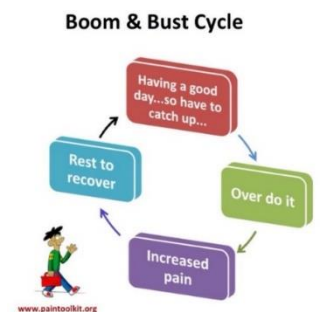 Boom & Bust Cycle
Having a good
day...so have to
catch up...
Over do it
Increased
pain
Rest to
recover
www.paintoolkit.org